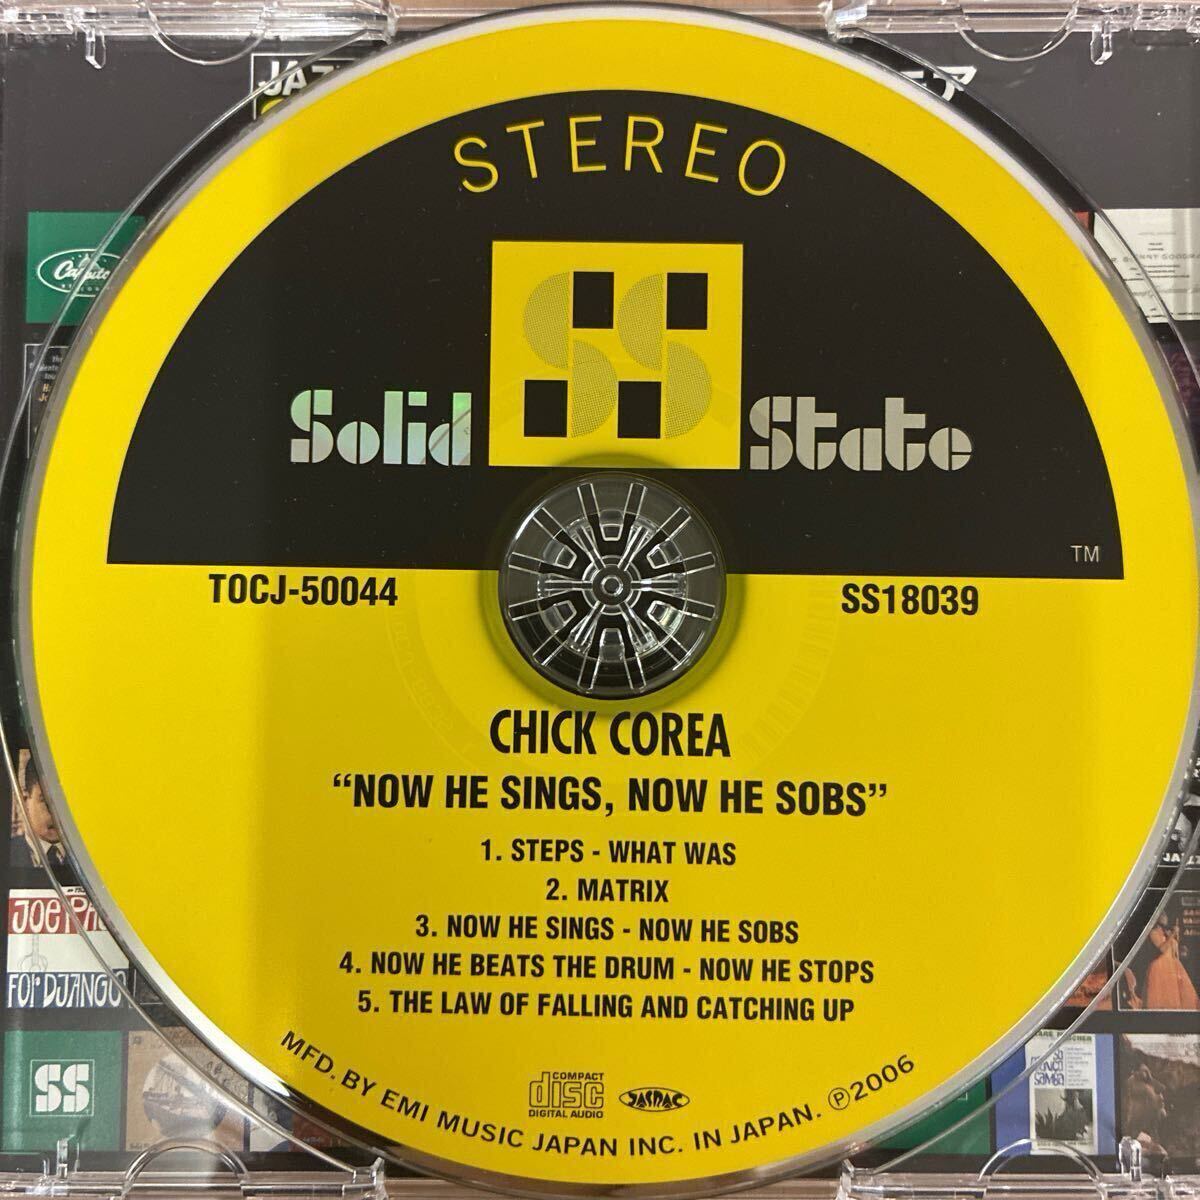 STEREO
SS
Solid State
TM
TOCJ-50044 SS18039
CHICK COREA
“NOW HE SINGS, NOW HE SOBS”
1. STEPS - WHAT WAS
2. MATRIX
3. NOW HE SINGS - NOW HE SOBS
4. NOW HE BEATS THE DRUM - NOW HE STOPS
5. THE LAW OF FALLING AND CATCHING UP
COMPACT
disc
DIGITAL AUDIO
JASRAC
MFD. BY EMI MUSIC JAPAN INC. IN JAPAN. ℗2006
JOE
FOR DJANGO
SS